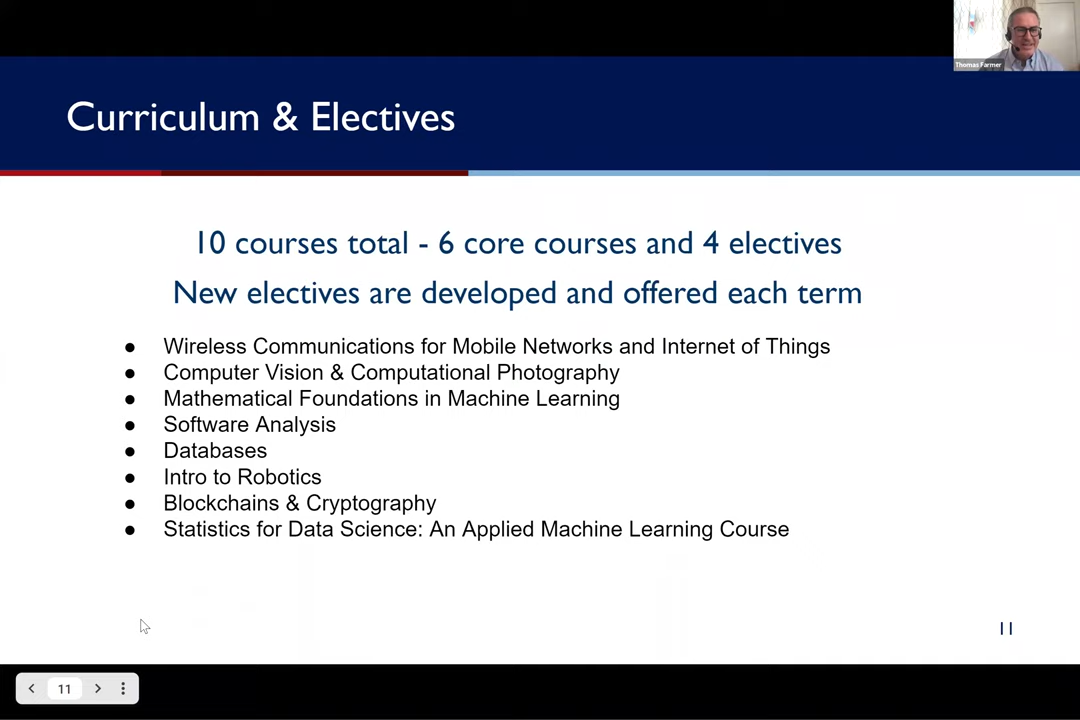 Thomas Farmer
Curriculum & Electives
10 courses total - 6 core courses and 4 electives
New electives are developed and offered each term
● Wireless Communications for Mobile Networks and Internet of Things
● Computer Vision & Computational Photography
● Mathematical Foundations in Machine Learning
● Software Analysis
● Databases
● Intro to Robotics
● Blockchains & Cryptography
● Statistics for Data Science: An Applied Machine Learning Course
11
11